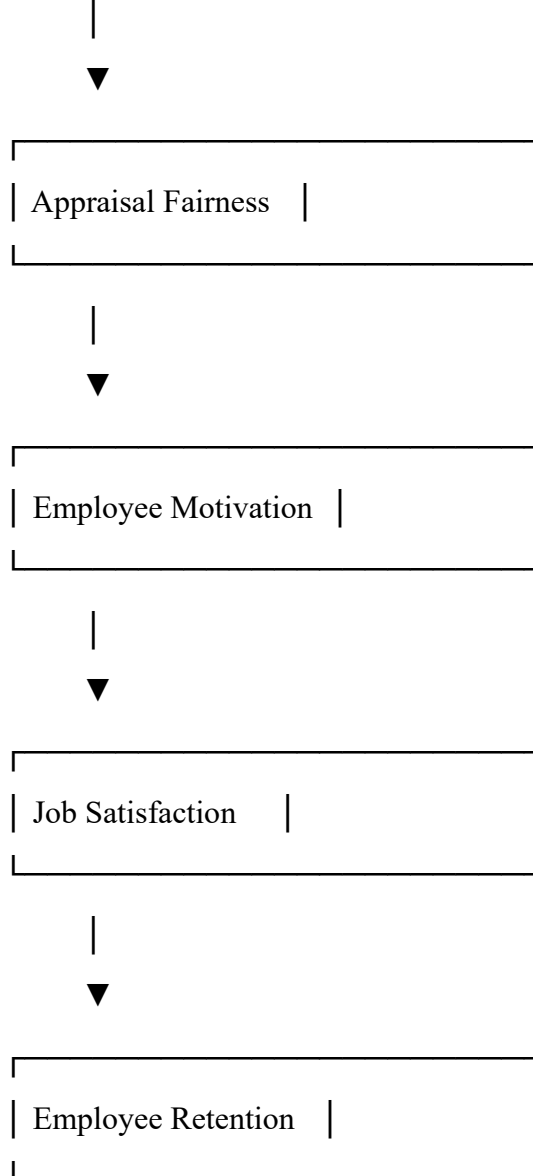 Appraisal Fairness
Employee Motivation
Job Satisfaction
Employee Retention